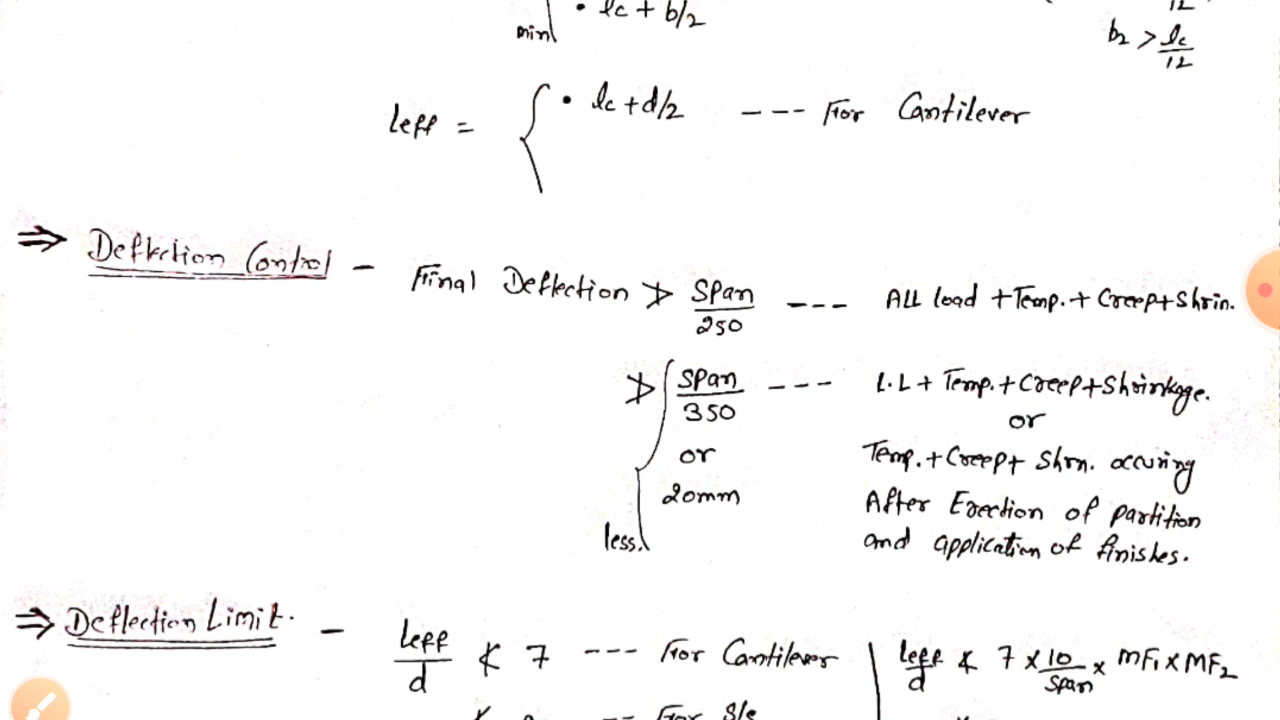 min • lc + b/2
12
b2 > lc/12
leff = { • lc + d/2 --- For Cantilever
⇒ Deflection Control - Final Deflection ≯ Span/250 --- ALL load + Temp. + Creep + Shrin.
≯ { Span/350 --- L.L + Temp. + Creep + Shrinkage.
or
or
20mm
less.
Temp. + Creep + Shrn. occuring
After Erection of partition
and application of finishes.
⇒ Deflection Limit. - leff/d ≮ 7 --- For Cantilever | leff/d ≮ 7 × 10/Span × MF1 × MF2
For S/s